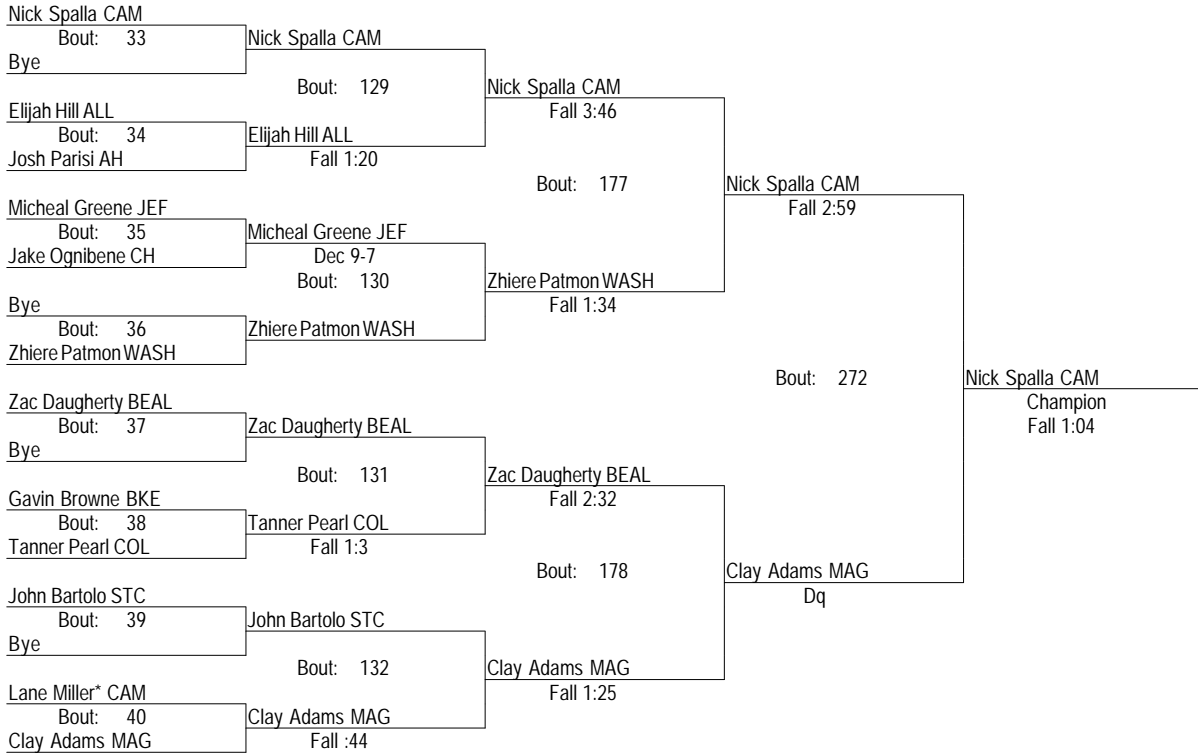 Nick Spalla CAM
Bout: 33
Bye
Nick Spalla CAM
Bout: 129
Elijah Hill ALL
Bout: 34
Josh Parisi AH
Elijah Hill ALL
Fall 1:20
Nick Spalla CAM
Fall 3:46
Bout: 177
Micheal Greene JEF
Bout: 35
Jake Ognibene CH
Micheal Greene JEF
Dec 9-7
Bout: 130
Bye
Bout: 36
Zhiere Patmon WASH
Zhiere Patmon WASH
Zhiere Patmon WASH
Fall 1:34
Nick Spalla CAM
Fall 2:59
Bout: 272
Zac Daugherty BEAL
Bout: 37
Bye
Zac Daugherty BEAL
Bout: 131
Gavin Browne BKE
Bout: 38
Tanner Pearl COL
Tanner Pearl COL
Fall 1:3
Zac Daugherty BEAL
Fall 2:32
Bout: 178
John Bartolo STC
Bout: 39
Bye
John Bartolo STC
Bout: 132
Lane Miller* CAM
Bout: 40
Clay Adams MAG
Clay Adams MAG
Fall :44
Clay Adams MAG
Fall 1:25
Clay Adams MAG
Dq
Nick Spalla CAM
Champion
Fall 1:04